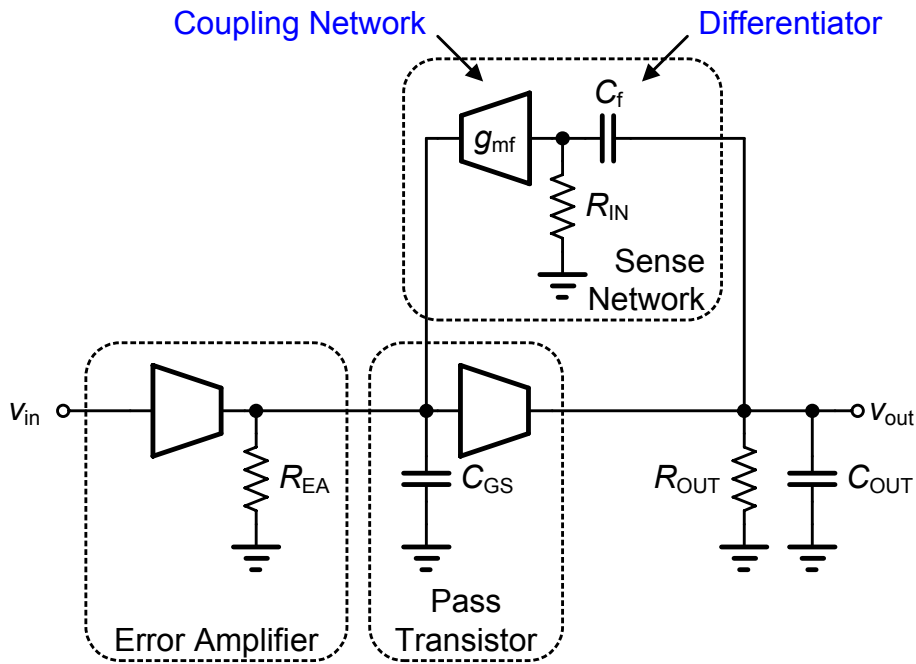 Coupling Network
Differentiator
Cf
gmf
RIN
Sense
Network
vin
vout
REA
CGS
ROUT
COUT
Pass
Transistor
Error Amplifier